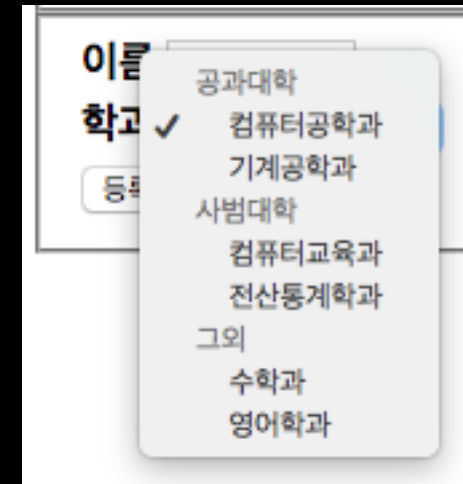 이름
공과대학
학과
✓ 컴퓨터공학과
기계공학과
등록
사범대학
컴퓨터교육과
전산통계학과
그외
수학과
영어학과